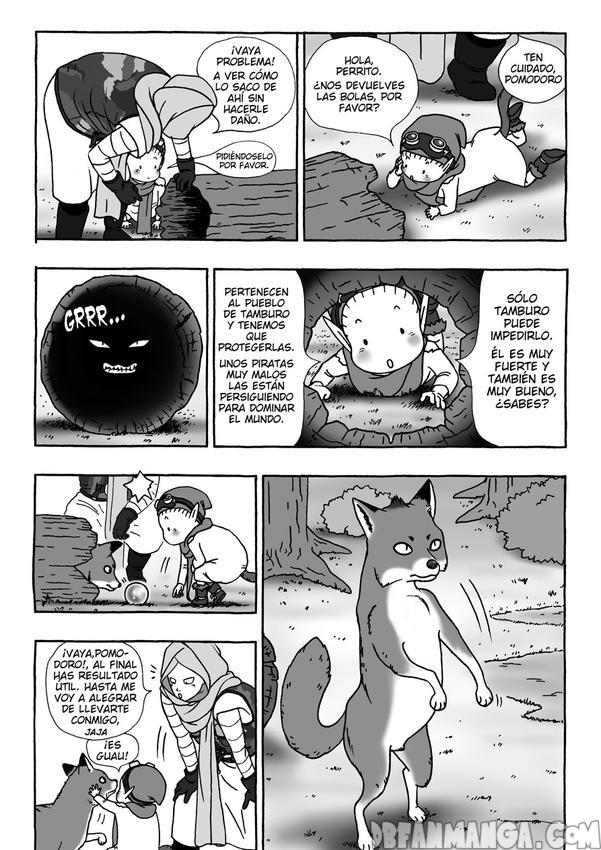 ¡VAYA
PROBLEMA!
A VER CÓMO
LO SACO DE
AHÍ SIN
HACERLE
DAÑO.
PIDIÉNDOSELO
POR FAVOR.
HOLA,
PERRITO.
¿NOS DEVUELVES
LAS BOLAS, POR
FAVOR?
TEN
CUIDADO,
POMODORO
GRRR...
PERTENECEN
AL PUEBLO
DE TAMBURO
Y TENEMOS
QUE
PROTEGERLAS.
UNOS PIRATAS
MUY MALOS
LAS ESTÁN
PERSIGUIENDO
PARA DOMINAR
EL MUNDO.
SÓLO
TAMBURO
PUEDE
IMPEDIRLO.
ÉL ES MUY
FUERTE Y
TAMBIÉN ES
MUY BUENO,
¿SABES?
¡VAYA,POMO-
DORO!, AL FINAL
HAS RESULTADO
ÚTIL. HASTA ME
VOY A ALEGRAR
DE LLEVARTE
CONMIGO,
JAJA
¡ES
GUAU!
DBFANMANGA.COM